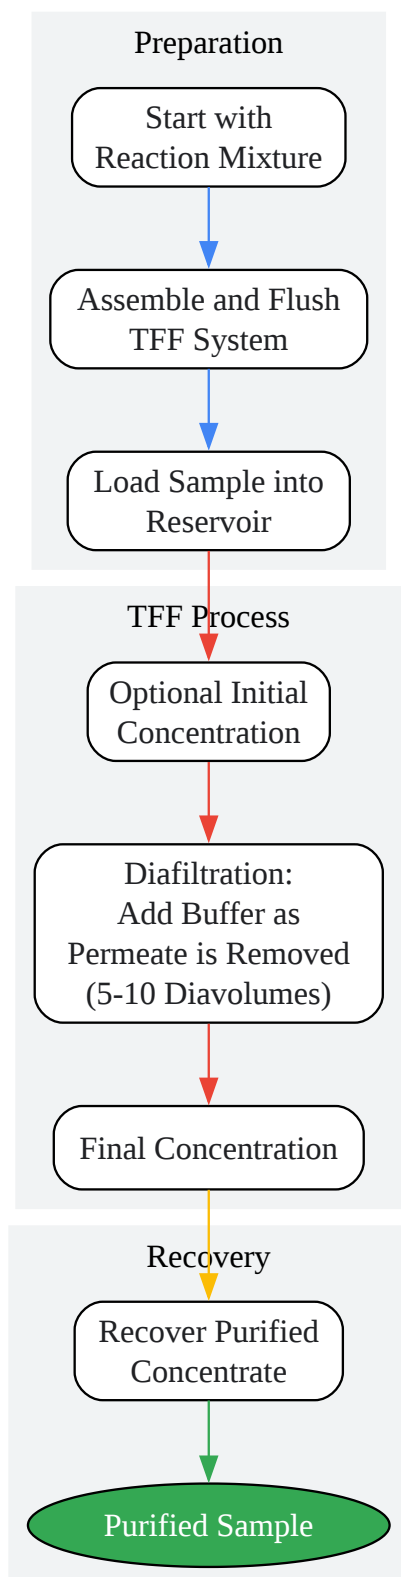 Preparation
Start with
Reaction Mixture
Assemble and Flush
TFF System
Load Sample into
Reservoir
TFF Process
Optional Initial
Concentration
Diafiltration:
Add Buffer as
Permeate is Removed
(5-10 Diavolumes)
Final Concentration
Recovery
Recover Purified
Concentrate
Purified Sample